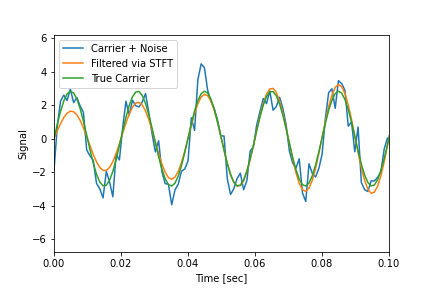 Carrier + Noise
Filtered via STFT
True Carrier
6
4
2
0
−2
−4
−6
Signal
0.00 0.02 0.04 0.06 0.08 0.10
Time [sec]